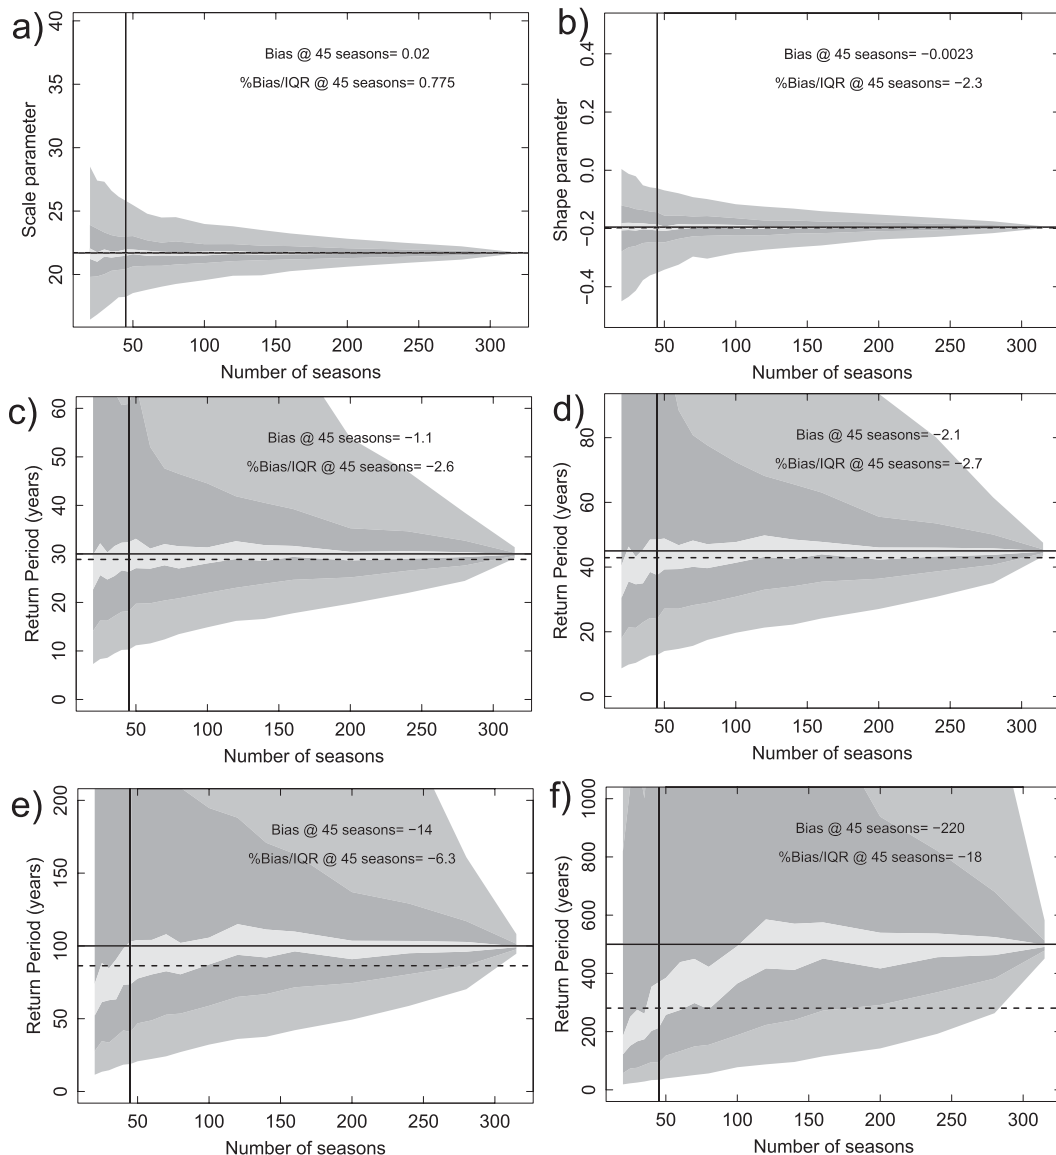 a)
Bias @ 45 seasons= 0.02
%Bias/IQR @ 45 seasons= 0.775
Scale parameter
40
35
30
25
20
50 100 150 200 250 300
Number of seasons
b)
Bias @ 45 seasons= −0.0023
%Bias/IQR @ 45 seasons= −2.3
Shape parameter
0.4
0.2
0.0
−0.2
−0.4
50 100 150 200 250 300
Number of seasons
c)
Bias @ 45 seasons= −1.1
%Bias/IQR @ 45 seasons= −2.6
Return Period (years)
60
50
40
30
20
10
0
50 100 150 200 250 300
Number of seasons
d)
Bias @ 45 seasons= −2.1
%Bias/IQR @ 45 seasons= −2.7
Return Period (years)
80
60
40
20
0
50 100 150 200 250 300
Number of seasons
e)
Bias @ 45 seasons= −14
%Bias/IQR @ 45 seasons= −6.3
Return Period (years)
200
150
100
50
0
50 100 150 200 250 300
Number of seasons
f)
Bias @ 45 seasons= −220
%Bias/IQR @ 45 seasons= −18
Return Period (years)
1000
800
600
400
200
0
50 100 150 200 250 300
Number of seasons